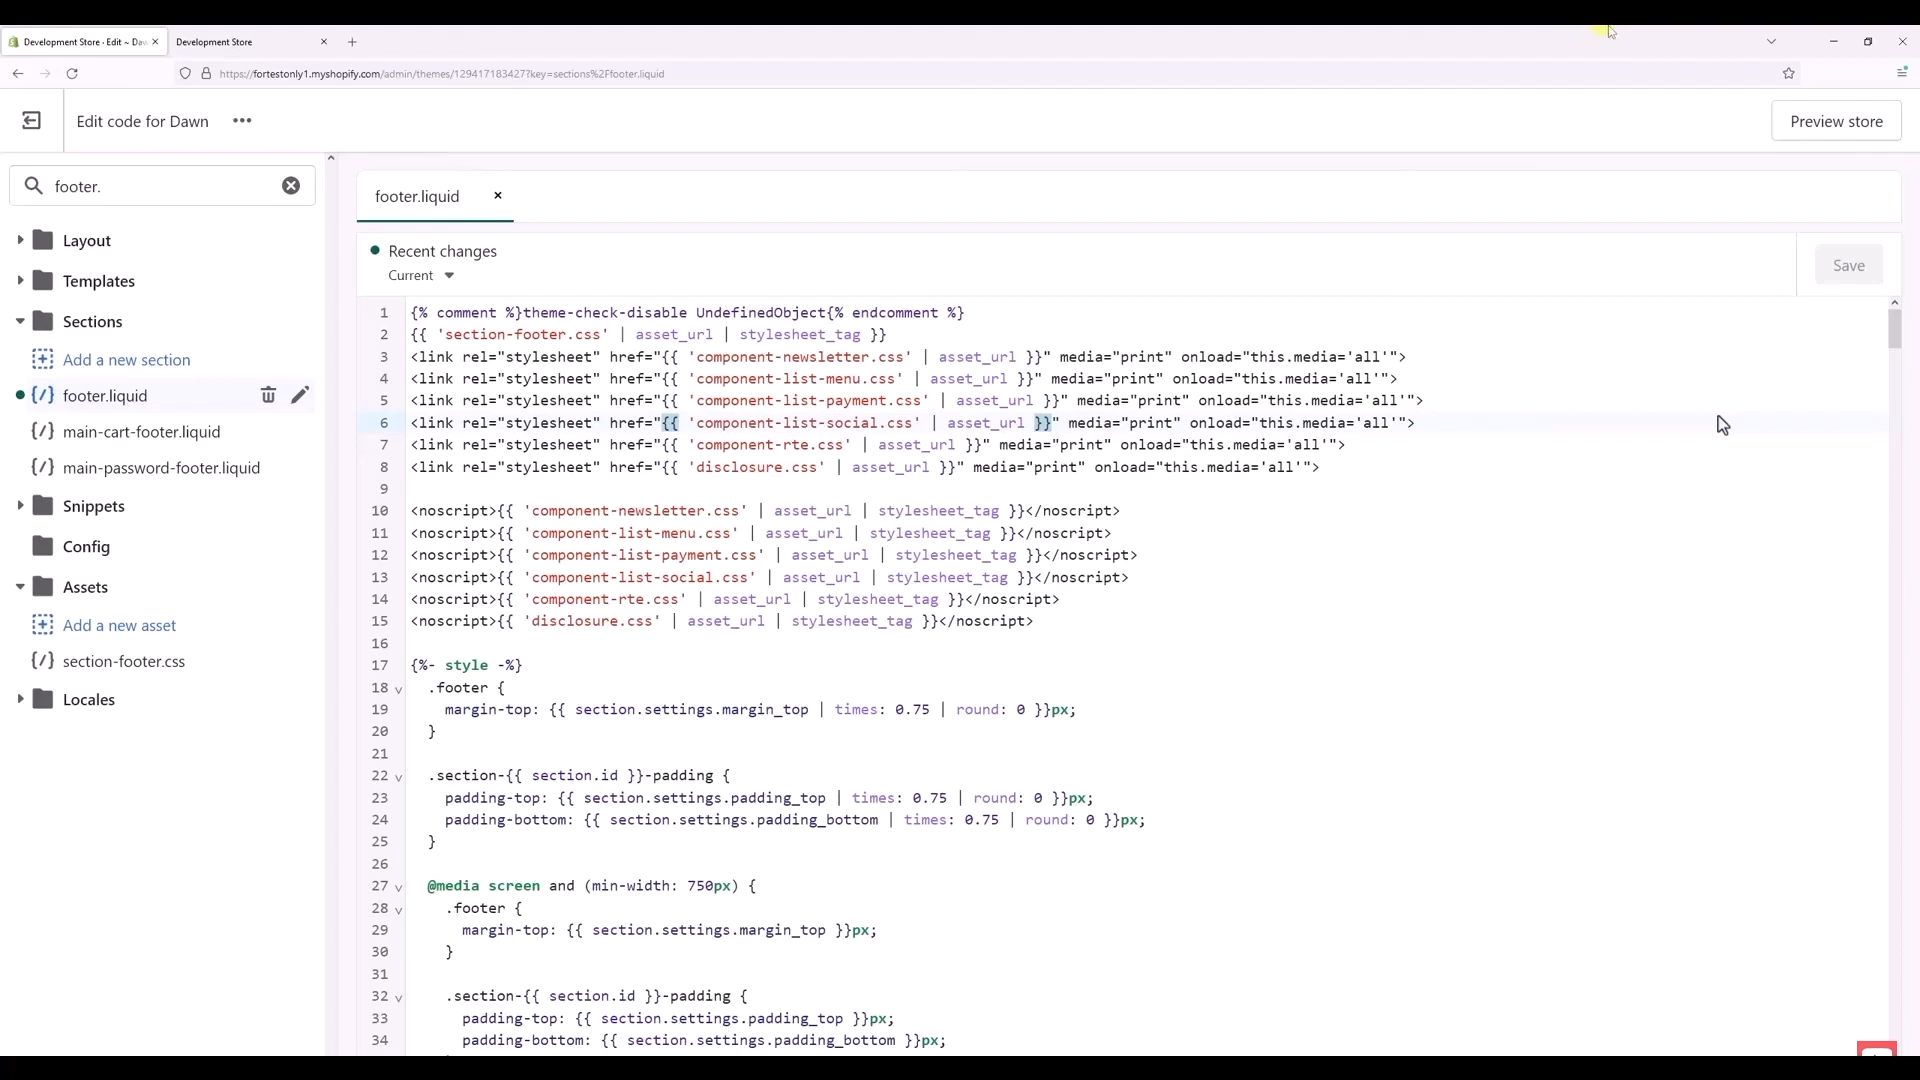 Development Store · Edit ~ Daw
Development Store
https://fortestonly1.myshopify.com/admin/themes/129417183427?key=sections%2Ffooter.liquid
Edit code for Dawn
Preview store
footer.
Layout
Templates
Sections
Add a new section
footer.liquid
main-cart-footer.liquid
main-password-footer.liquid
Snippets
Config
Assets
Add a new asset
section-footer.css
Locales
footer.liquid
Recent changes
Current
Save
1 {% comment %}theme-check-disable UndefinedObject{% endcomment %}
2 {{ 'section-footer.css' | asset_url | stylesheet_tag }}
3 <link rel="stylesheet" href="{{ 'component-newsletter.css' | asset_url }}" media="print" onload="this.media='all'">
4 <link rel="stylesheet" href="{{ 'component-list-menu.css' | asset_url }}" media="print" onload="this.media='all'">
5 <link rel="stylesheet" href="{{ 'component-list-payment.css' | asset_url }}" media="print" onload="this.media='all'">
6 <link rel="stylesheet" href="{{ 'component-list-social.css' | asset_url }}" media="print" onload="this.media='all'">
7 <link rel="stylesheet" href="{{ 'component-rte.css' | asset_url }}" media="print" onload="this.media='all'">
8 <link rel="stylesheet" href="{{ 'disclosure.css' | asset_url }}" media="print" onload="this.media='all'">
9
10 <noscript>{{ 'component-newsletter.css' | asset_url | stylesheet_tag }}</noscript>
11 <noscript>{{ 'component-list-menu.css' | asset_url | stylesheet_tag }}</noscript>
12 <noscript>{{ 'component-list-payment.css' | asset_url | stylesheet_tag }}</noscript>
13 <noscript>{{ 'component-list-social.css' | asset_url | stylesheet_tag }}</noscript>
14 <noscript>{{ 'component-rte.css' | asset_url | stylesheet_tag }}</noscript>
15 <noscript>{{ 'disclosure.css' | asset_url | stylesheet_tag }}</noscript>
16
17 {%- style -%}
18 .footer {
19 margin-top: {{ section.settings.margin_top | times: 0.75 | round: 0 }}px;
20 }
21
22 .section-{{ section.id }}-padding {
23 padding-top: {{ section.settings.padding_top | times: 0.75 | round: 0 }}px;
24 padding-bottom: {{ section.settings.padding_bottom | times: 0.75 | round: 0 }}px;
25 }
26
27 @media screen and (min-width: 750px) {
28 .footer {
29 margin-top: {{ section.settings.margin_top }}px;
30 }
31
32 .section-{{ section.id }}-padding {
33 padding-top: {{ section.settings.padding_top }}px;
34 padding-bottom: {{ section.settings.padding_bottom }}px;